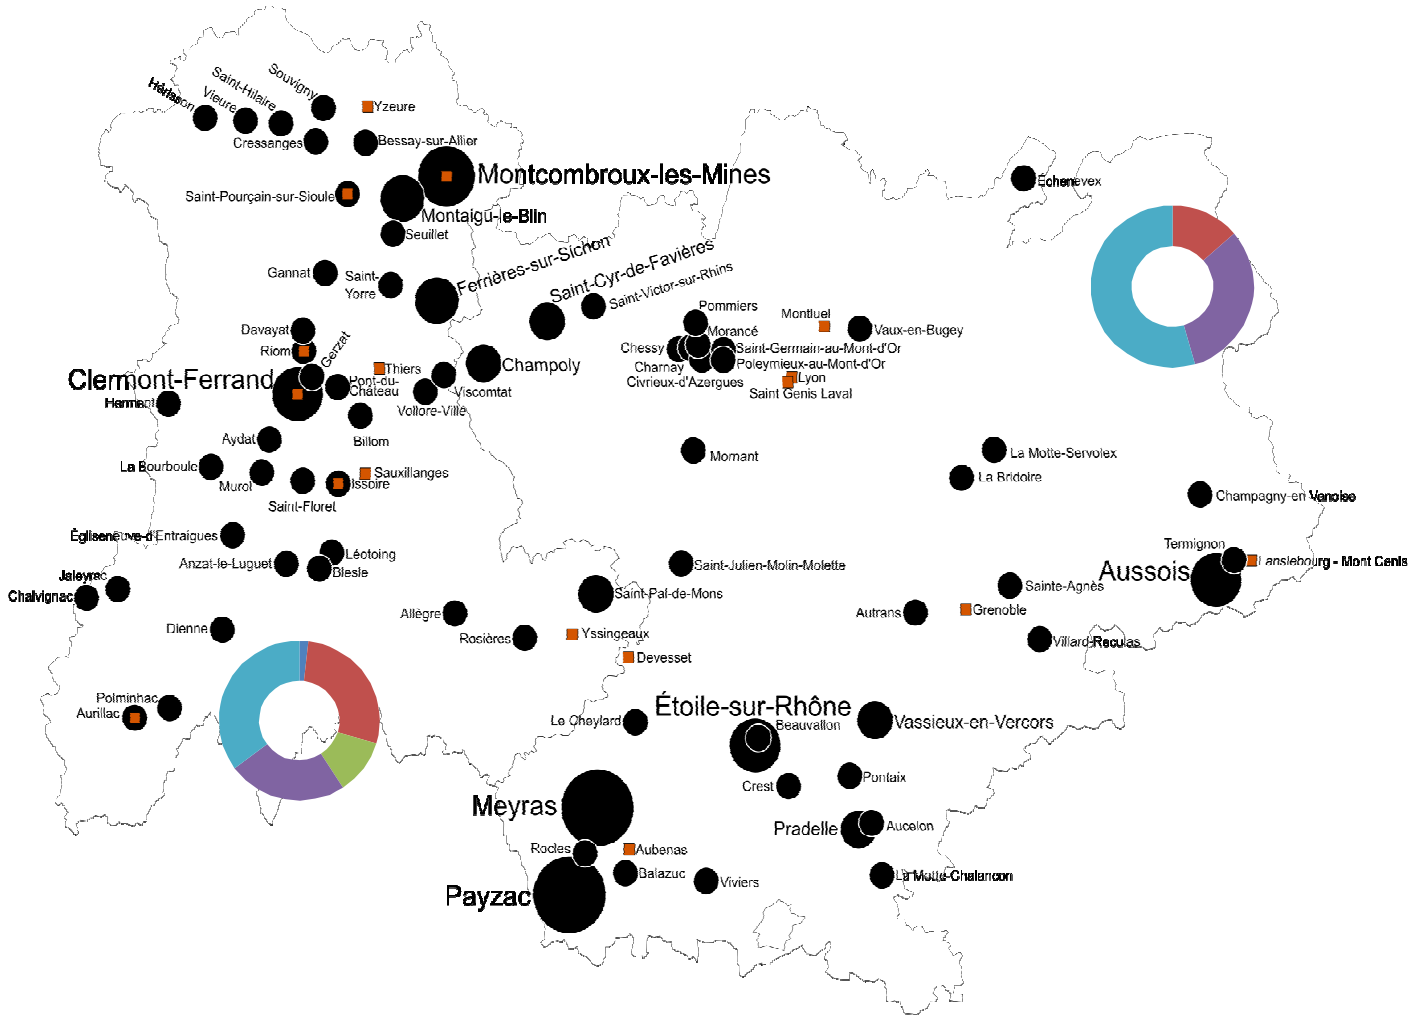 Souvigny
Saint-Hilaire
Vieure
Hérisson
Yzeure
Cressanges
Bessay-sur-Allier
Montcombroux-les-Mines
Saint-Pourçain-sur-Sioule
Montaigu-le-Blin
Seuillet
Échenevex
Gannat
Saint-
Yorre
Ferrières-sur-Sichon
Saint-Cyr-de-Favières
Saint-Victor-sur-Rhins
Pommiers
Montluel
Davayat
Morancé
Vaux-en-Bugey
Riom
Gerzat
Chessy
Saint-Germain-au-Mont-d'Or
Thiers
Champoly
Charnay
Poleymieux-au-Mont-d'Or
Clermont-Ferrand
Pont-du-
Château
Civrieux-d'Azergues
Lyon
Viscomtat
Saint Genis Laval
Herment
Vollore-Ville
Billom
Aydat
Mornant
La Motte-Servolex
La Bourboule
Murol
Sauxillanges
Issoire
La Bridoire
Saint-Floret
Champagny-en Vanoise
Égliseneuve-d'Entraigues
Léotoing
Termignon
Anzat-le-Luguet
Blesle
Saint-Julien-Molin-Molette
Lanslebourg - Mont Cenis
Aussois
Jaleyrac
Chalvignac
Saint-Pal-de-Mons
Sainte-Agnès
Allègre
Autrans
Grenoble
Dienne
Rosières
Yssingeaux
Villard-Reculas
Devesset
Polminhac
Aurillac
Étoile-sur-Rhône
Le Cheylard
Beauvallon
Vassieux-en-Vercors
Crest
Pontaix
Meyras
Pradelle
Aucelon
Rocles
Aubenas
Balazuc
Viviers
La Motte-Chalancon
Payzac